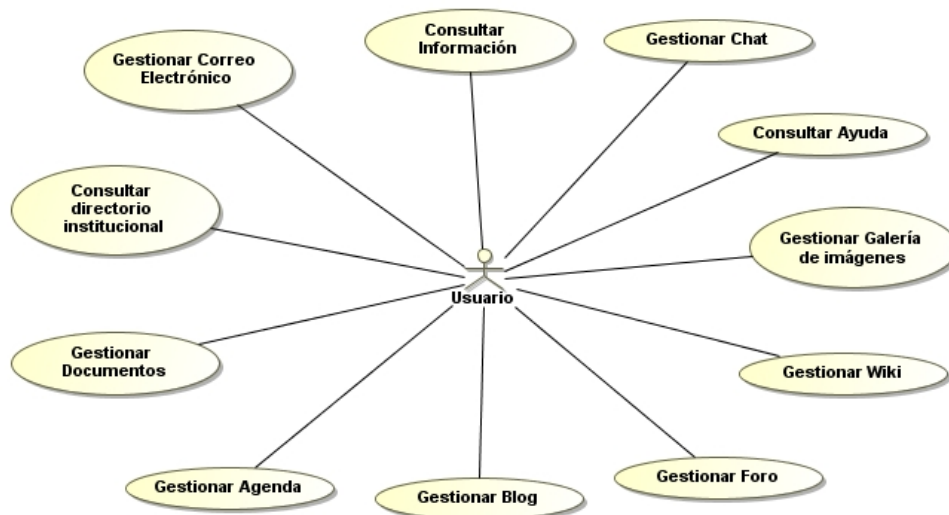 Consultar
Información
Gestionar Chat
Gestionar Correo
Electrónico
Consultar Ayuda
Consultar
directorio
institucional
Gestionar Galería
de imágenes
Usuario
Gestionar
Documentos
Gestionar Wiki
Gestionar Agenda
Gestionar Blog
Gestionar Foro